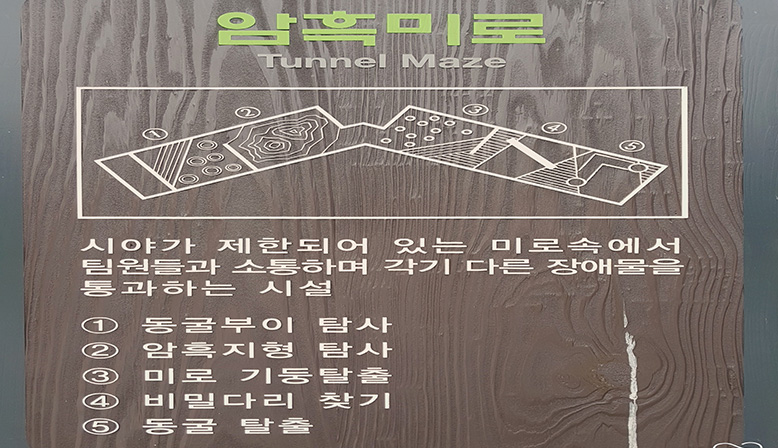 암흑미로
Tunnel Maze
① ② ③ ④ ⑤
시야가 제한되어 있는 미로속에서
팀원들과 소통하며 각기 다른 장애물을
통과하는 시설
① 동굴부이 탐사
② 암흑지형 탐사
③ 미로 기둥탈출
④ 비밀다리 찾기
⑤ 동굴 탈출